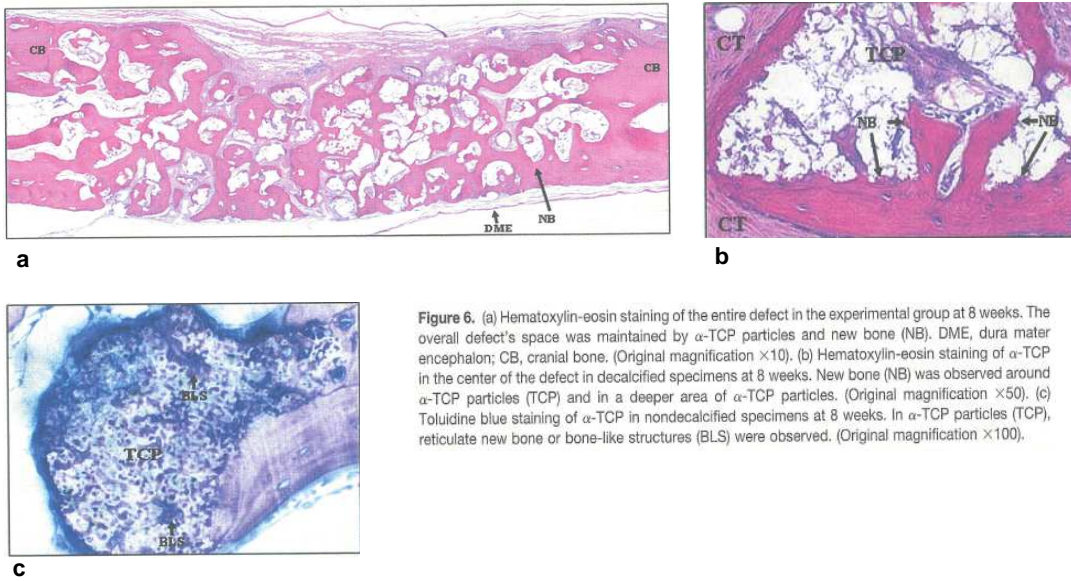 CB
CB
NB
DME
a
CT
TCP
NB
NB
CT
b
BLS
TCP
BLS
c
Figure 6. (a) Hematoxylin-eosin staining of the entire defect in the experimental group at 8 weeks. The
overall defect's space was maintained by α-TCP particles and new bone (NB). DME, dura mater
encephalon; CB, cranial bone. (Original magnification ×10). (b) Hematoxylin-eosin staining of α-TCP
in the center of the defect in decalcified specimens at 8 weeks. New bone (NB) was observed around
α-TCP particles (TCP) and in a deeper area of α-TCP particles. (Original magnification ×50). (c)
Toluidine blue staining of α-TCP in nondecalcified specimens at 8 weeks. In α-TCP particles (TCP),
reticulate new bone or bone-like structures (BLS) were observed. (Original magnification ×100).